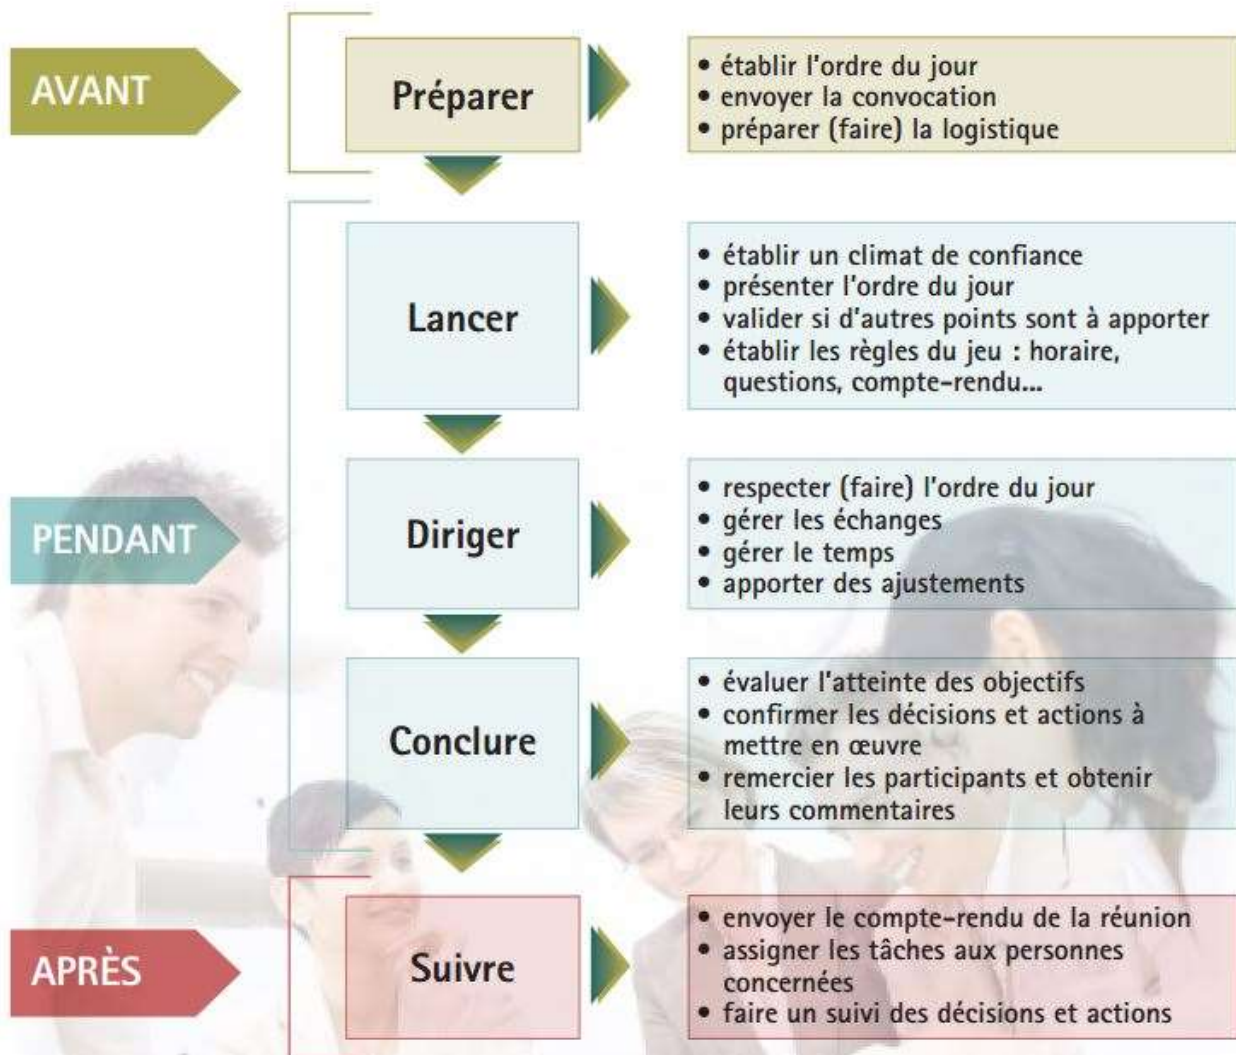 AVANT
Préparer
• établir l'ordre du jour
• envoyer la convocation
• préparer (faire) la logistique
Lancer
• établir un climat de confiance
• présenter l'ordre du jour
• valider si d'autres points sont à apporter
• établir les règles du jeu : horaire,
questions, compte-rendu...
PENDANT
Diriger
• respecter (faire) l'ordre du jour
• gérer les échanges
• gérer le temps
• apporter des ajustements
Conclure
• évaluer l'atteinte des objectifs
• confirmer les décisions et actions à
mettre en œuvre
• remercier les participants et obtenir
leurs commentaires
APRÈS
Suivre
• envoyer le compte-rendu de la réunion
• assigner les tâches aux personnes
concernées
• faire un suivi des décisions et actions